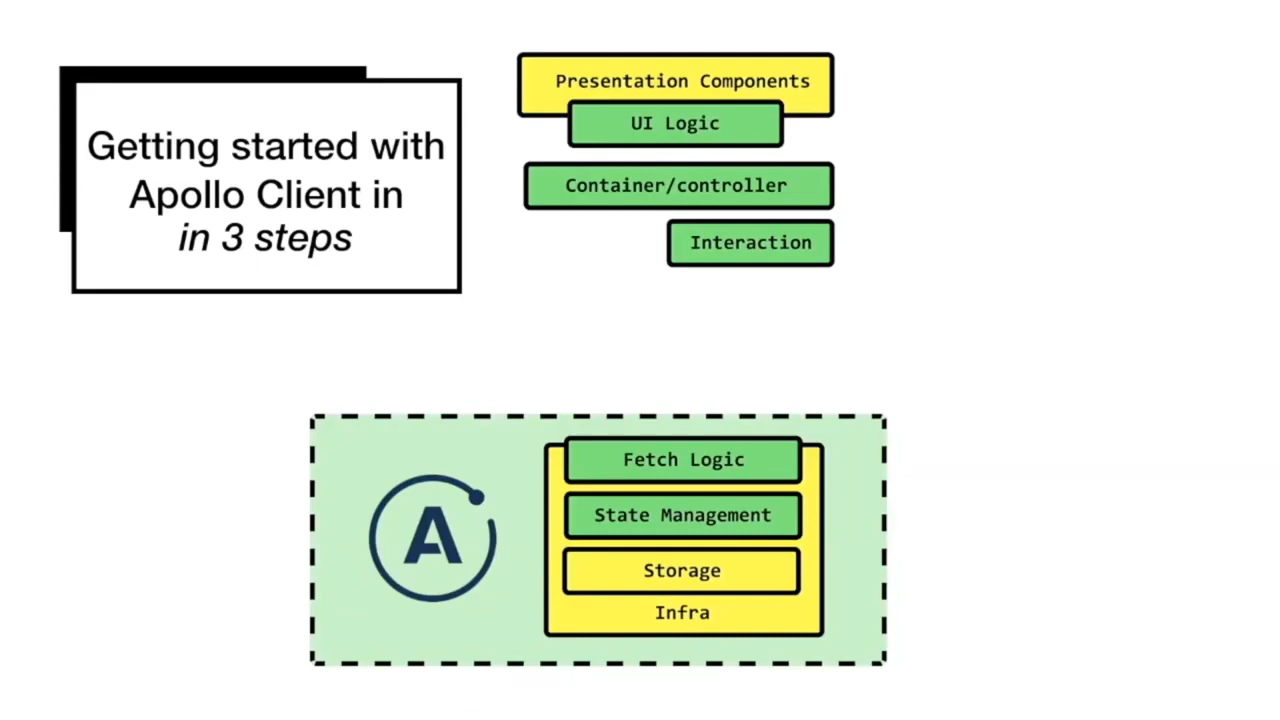 Getting started with
Apollo Client in
in 3 steps
Presentation Components
UI Logic
Container/controller
Interaction
A
Fetch Logic
State Management
Storage
Infra